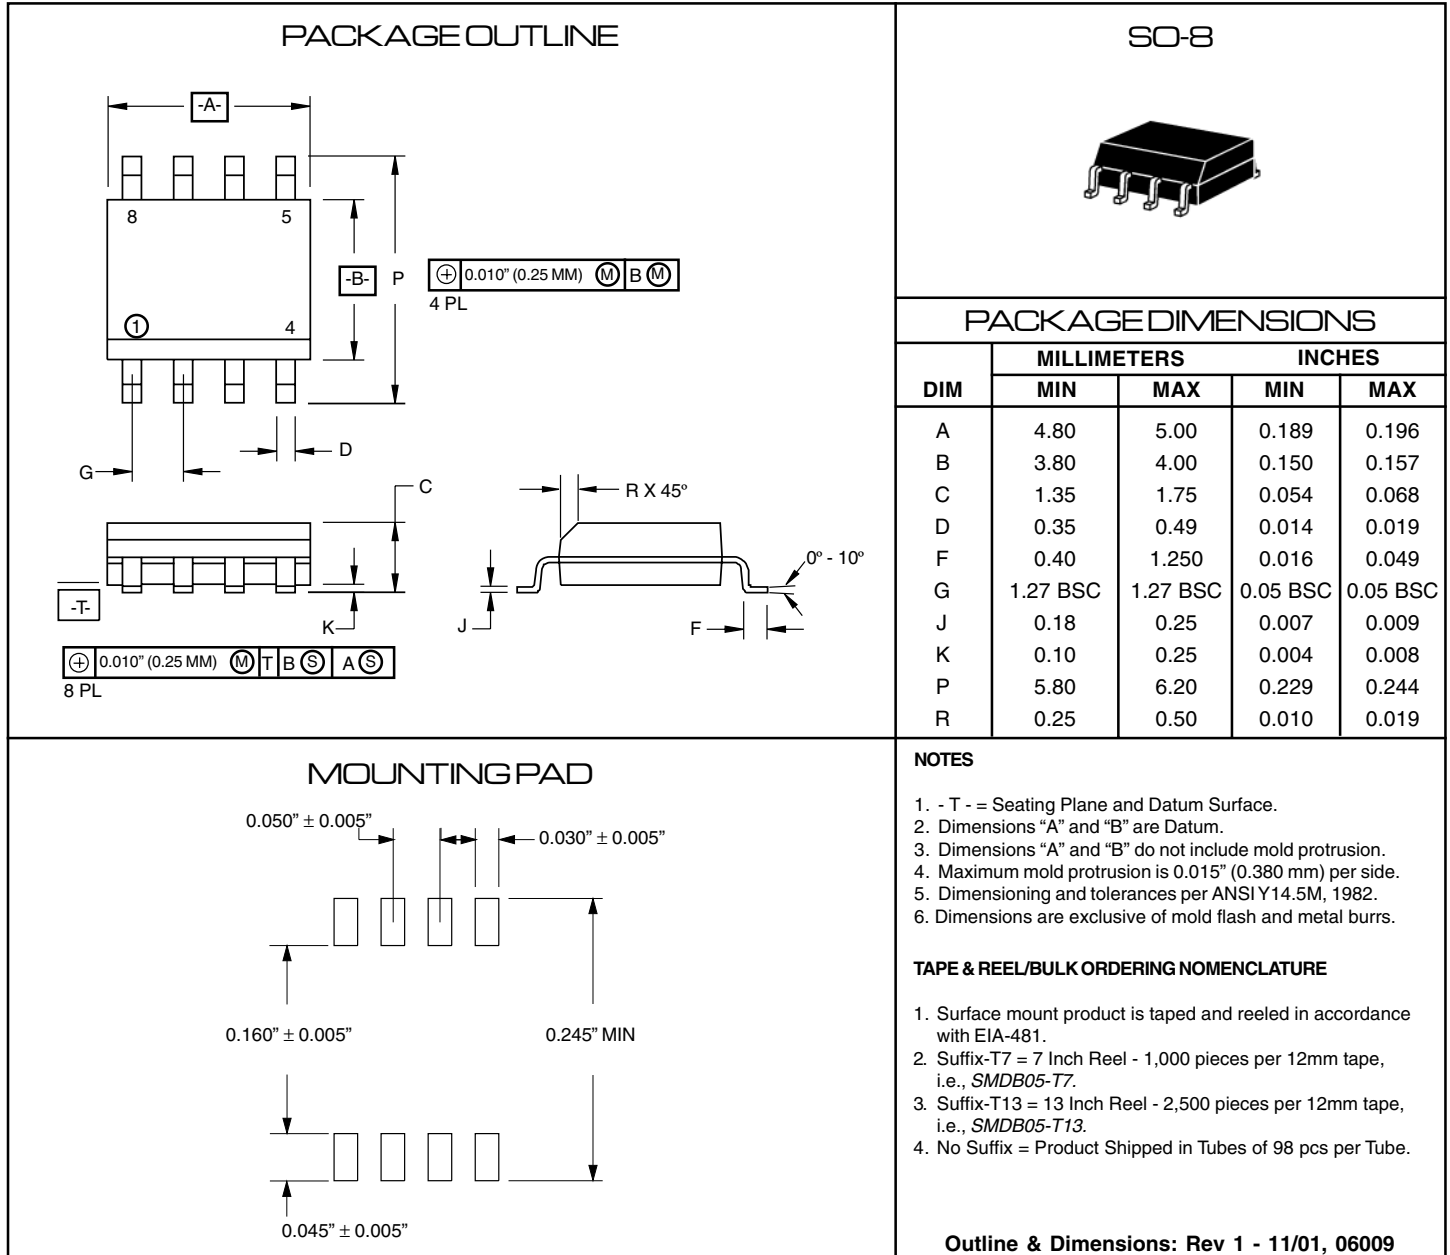 PACKAGE OUTLINE
-A-
8 5
-B- P
⌖ 0.010" (0.25 MM) Ⓜ B Ⓜ
4 PL
① 4
D
G
C
-T-
K
⌖ 0.010" (0.25 MM) Ⓜ T B Ⓢ A Ⓢ
8 PL
R X 45º
0º - 10º
J
F
SO-8
PACKAGE DIMENSIONS
MILLIMETERS INCHES
DIM MIN MAX MIN MAX
A 4.80 5.00 0.189 0.196
B 3.80 4.00 0.150 0.157
C 1.35 1.75 0.054 0.068
D 0.35 0.49 0.014 0.019
F 0.40 1.250 0.016 0.049
G 1.27 BSC 1.27 BSC 0.05 BSC 0.05 BSC
J 0.18 0.25 0.007 0.009
K 0.10 0.25 0.004 0.008
P 5.80 6.20 0.229 0.244
R 0.25 0.50 0.010 0.019
MOUNTING PAD
0.050" ± 0.005"
0.030" ± 0.005"
0.160" ± 0.005"
0.245" MIN
0.045" ± 0.005"
NOTES
1. - T - = Seating Plane and Datum Surface.
2. Dimensions “A” and “B” are Datum.
3. Dimensions “A” and “B” do not include mold protrusion.
4. Maximum mold protrusion is 0.015" (0.380 mm) per side.
5. Dimensioning and tolerances per ANSI Y14.5M, 1982.
6. Dimensions are exclusive of mold flash and metal burrs.
TAPE & REEL/BULK ORDERING NOMENCLATURE
1. Surface mount product is taped and reeled in accordance
with EIA-481.
2. Suffix-T7 = 7 Inch Reel - 1,000 pieces per 12mm tape,
i.e., SMDB05-T7.
3. Suffix-T13 = 13 Inch Reel - 2,500 pieces per 12mm tape,
i.e., SMDB05-T13.
4. No Suffix = Product Shipped in Tubes of 98 pcs per Tube.
Outline & Dimensions: Rev 1 - 11/01, 06009